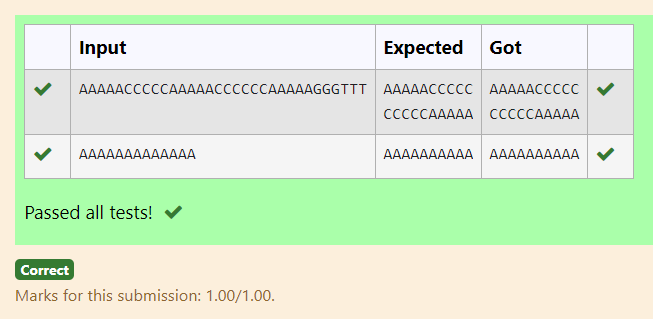 Input Expected Got
AAAAACCCCCAAAAACCCCCCAAAAAGGGTTT AAAAACCCCC AAAAACCCCC
CCCCCAAAAA CCCCCAAAAA
AAAAAAAAAAAAA AAAAAAAAAA AAAAAAAAAA
Passed all tests!
Correct
Marks for this submission: 1.00/1.00.